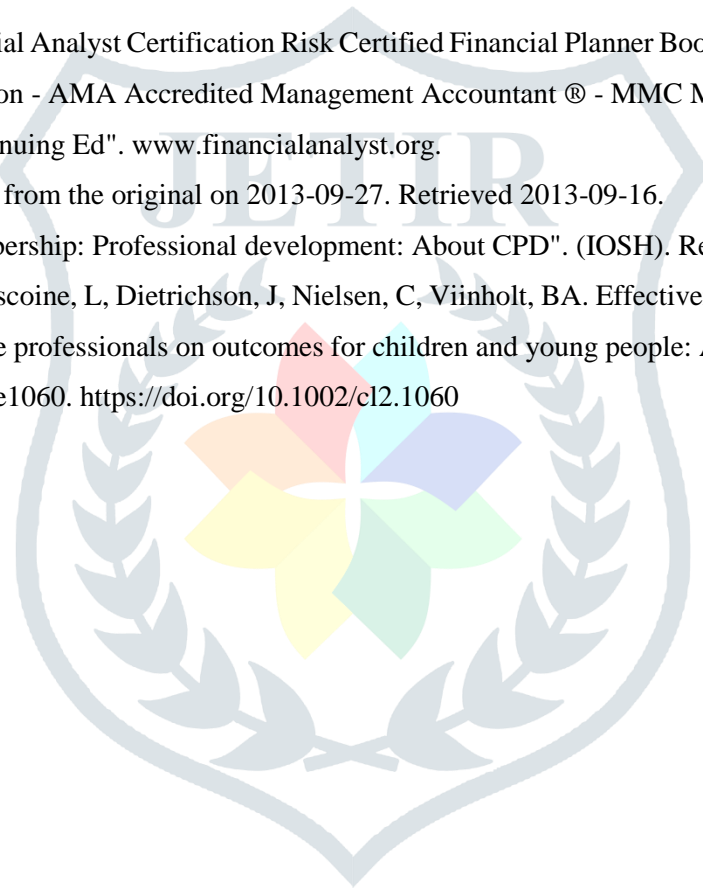 ial Analyst Certification Risk Certified Financial Planner Boo
on - AMA Accredited Management Accountant ® - MMC M
nuing Ed". www.financialanalyst.org.
JETIR
from the original on 2013-09-27. Retrieved 2013-09-16.
bership: Professional development: About CPD". (IOSH). Re
scoine, L, Dietrichson, J, Nielsen, C, Viinholt, BA. Effective
e professionals on outcomes for children and young people: A
e1060. https://doi.org/10.1002/cl2.1060